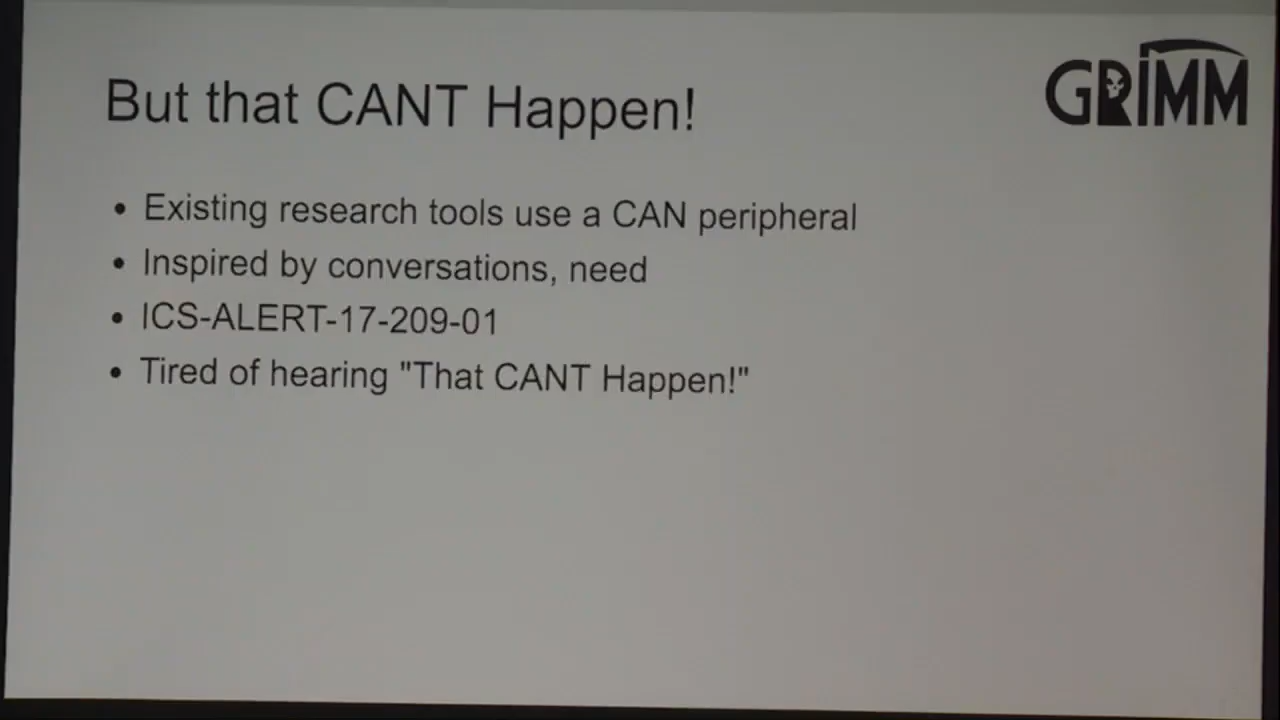 GRIMM
But that CANT Happen!
• Existing research tools use a CAN peripheral
• Inspired by conversations, need
• ICS-ALERT-17-209-01
• Tired of hearing "That CANT Happen!"